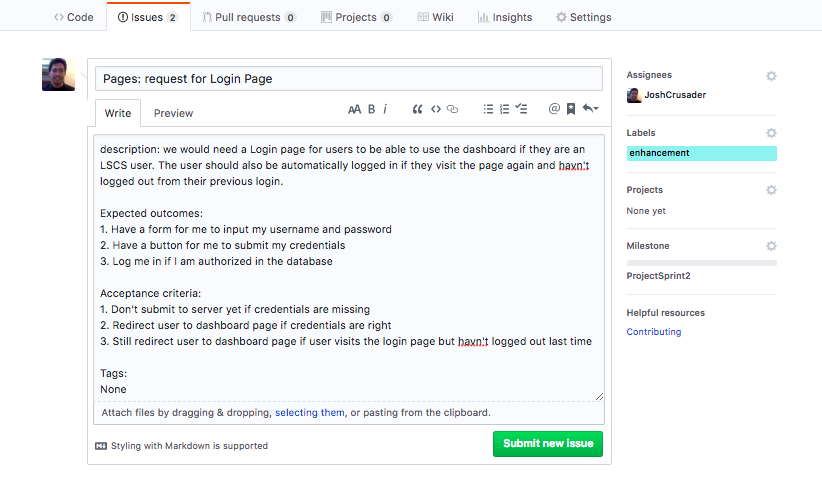 Code Issues 2 Pull requests 0 Projects 0 Wiki Insights Settings
Pages: request for Login Page
Write Preview AA B i
description: we would need a Login page for users to be able to use the dashboard if they are an
LSCS user. The user should also be automatically logged in if they visit the page again and havn't
logged out from their previous login.
Expected outcomes:
1. Have a form for me to input my username and password
2. Have a button for me to submit my credentials
3. Log me in if I am authorized in the database
Acceptance criteria:
1. Don't submit to server yet if credentials are missing
2. Redirect user to dashboard page if credentials are right
3. Still redirect user to dashboard page if user visits the login page but havn't logged out last time
Tags:
None
Attach files by dragging & dropping, selecting them, or pasting from the clipboard.
Styling with Markdown is supported
Submit new issue
Assignees
JoshCrusader
Labels
enhancement
Projects
None yet
Milestone
ProjectSprint2
Helpful resources
Contributing